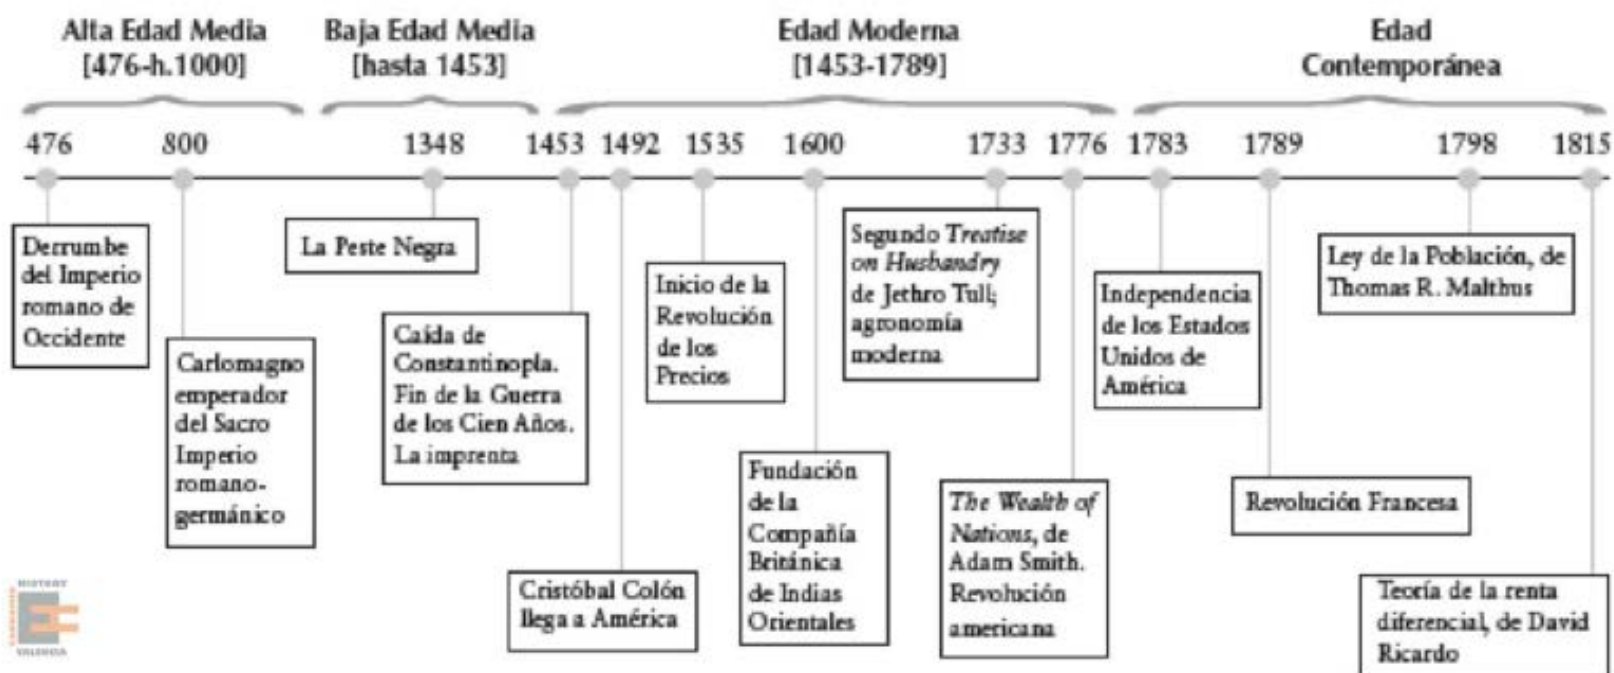 Alta Edad Media
[476-h.1000]
Baja Edad Media
[hasta 1453]
Edad Moderna
[1453-1789]
Edad
Contemporánea
476
800
1348
1453
1492
1535
1600
1733
1776
1783
1789
1798
1815
Derrumbe
del Imperio
romano de
Occidente
Carlomagno
emperador
del Sacro
Imperio
romano-
germánico
La Peste Negra
Caída de
Constantinopla.
Fin de la Guerra
de los Cien Años.
La imprenta
Cristóbal Colón
llega a América
Inicio de la
Revolución
de los
Precios
Fundación
de la
Compañía
Británica
de Indias
Orientales
Segundo Treatise
on Husbandry
de Jethro Tull;
agronomía
moderna
The Wealth of
Nations, de
Adam Smith.
Revolución
americana
Independencia
de los Estados
Unidos de
América
Revolución Francesa
Ley de la Población, de
Thomas R. Malthus
Teoría de la renta
diferencial, de David
Ricardo
HISTORY
ECONOMIC
VALENCIA